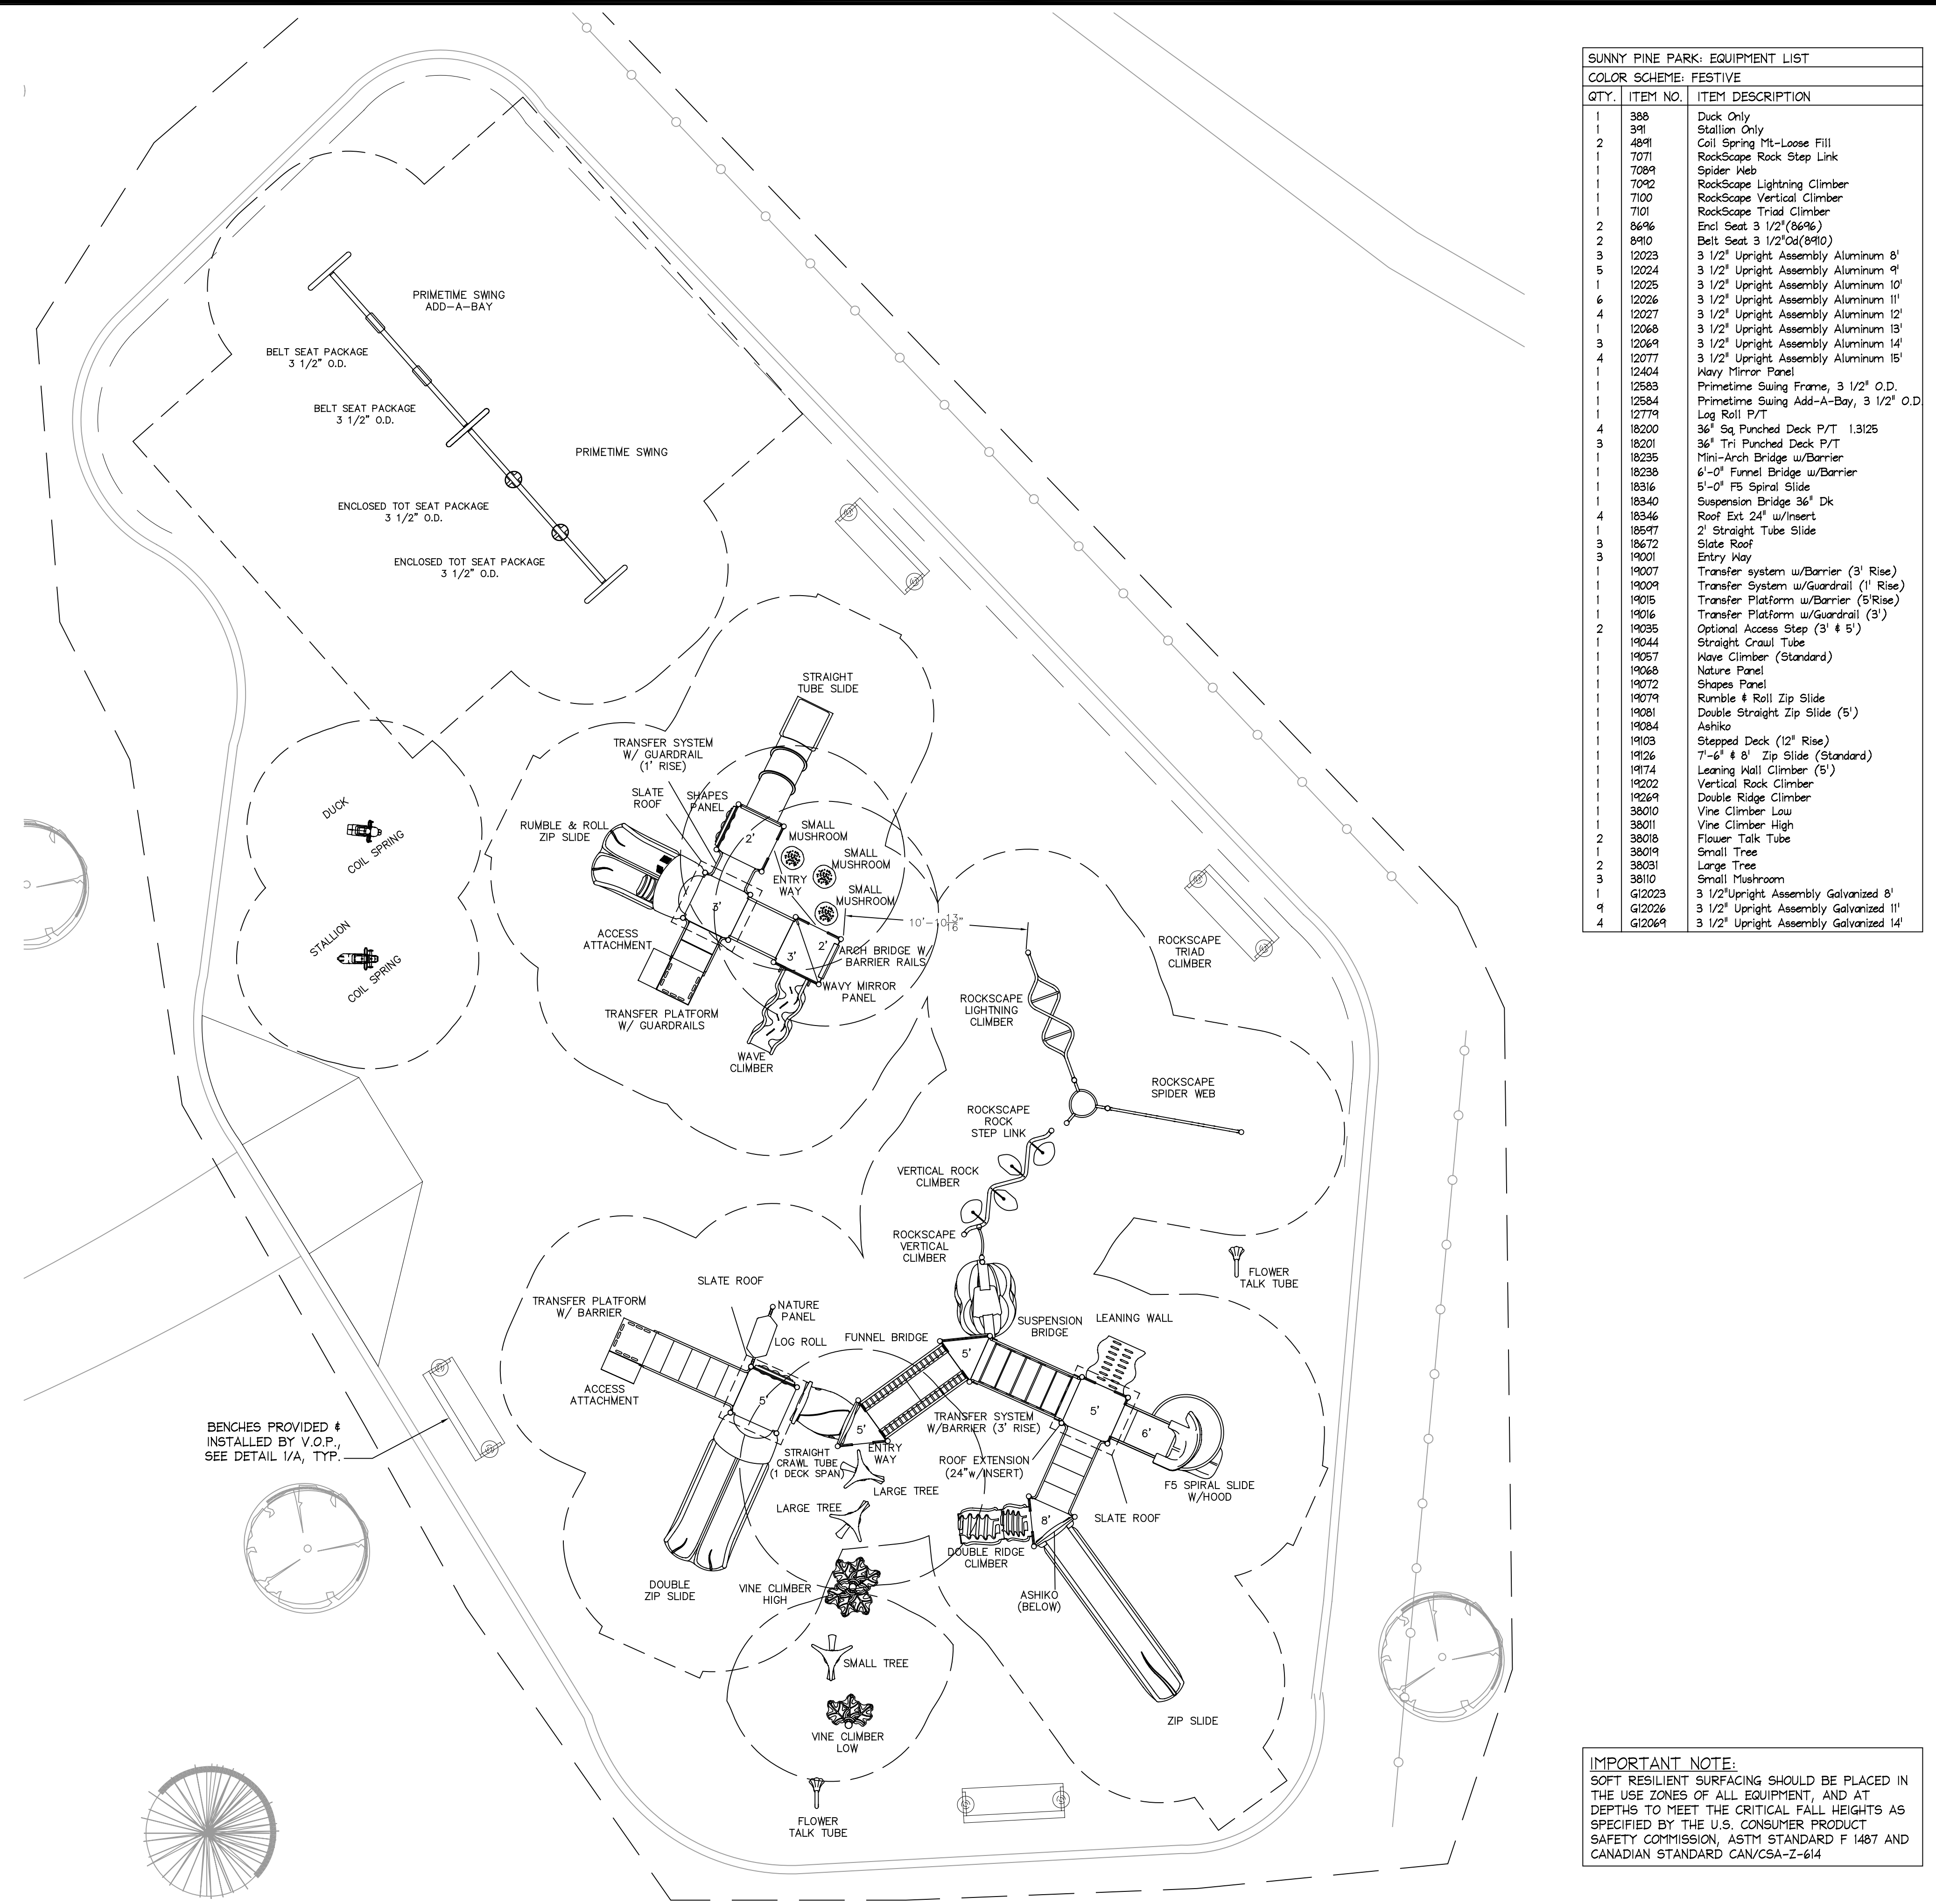 PRIMETIME SWING
ADD-A-BAY
BELT SEAT PACKAGE
3 1/2" O.D.
BELT SEAT PACKAGE
3 1/2" O.D.
PRIMETIME SWING
ENCLOSED TOT SEAT PACKAGE
3 1/2" O.D.
ENCLOSED TOT SEAT PACKAGE
3 1/2" O.D.
STRAIGHT
TUBE SLIDE
TRANSFER SYSTEM
W/ GUARDRAIL
(1' RISE)
SLATE
ROOF
SHAPES
PANEL
RUMBLE & ROLL
ZIP SLIDE
2'
SMALL
MUSHROOM
SMALL
MUSHROOM
ENTRY
WAY
SMALL
MUSHROOM
3'
10'-10 13/16"
DUCK
COIL SPRING
STALLION
COIL SPRING
ACCESS
ATTACHMENT
2'
3'
ARCH BRIDGE W/
BARRIER RAILS
WAVY MIRROR
PANEL
TRANSFER PLATFORM
W/ GUARDRAILS
WAVE
CLIMBER
ROCKSCAPE
TRIAD
CLIMBER
ROCKSCAPE
LIGHTNING
CLIMBER
ROCKSCAPE
SPIDER WEB
ROCKSCAPE
ROCK
STEP LINK
VERTICAL ROCK
CLIMBER
ROCKSCAPE
VERTICAL
CLIMBER
FLOWER
TALK TUBE
SLATE ROOF
TRANSFER PLATFORM
W/ BARRIER
NATURE
PANEL
LOG ROLL
FUNNEL BRIDGE
SUSPENSION
BRIDGE
LEANING WALL
5'
ACCESS
ATTACHMENT
5'
5'
5'
6'
TRANSFER SYSTEM
W/BARRIER (3' RISE)
STRAIGHT
CRAWL TUBE
(1 DECK SPAN)
ENTRY
WAY
ROOF EXTENSION
(24"w/INSERT)
F5 SPIRAL SLIDE
W/HOOD
LARGE TREE
LARGE TREE
8'
SLATE ROOF
DOUBLE RIDGE
CLIMBER
DOUBLE
ZIP SLIDE
VINE CLIMBER
HIGH
ASHIKO
(BELOW)
SMALL TREE
ZIP SLIDE
VINE CLIMBER
LOW
FLOWER
TALK TUBE
BENCHES PROVIDED &
INSTALLED BY V.O.P.,
SEE DETAIL 1/A, TYP.
SUNNY PINE PARK: EQUIPMENT LIST
COLOR SCHEME: FESTIVE
QTY. ITEM NO. ITEM DESCRIPTION
1 388 Duck Only
1 391 Stallion Only
2 4891 Coil Spring Mt-Loose Fill
1 7071 RockScape Rock Step Link
1 7089 Spider Web
1 7092 RockScape Lightning Climber
1 7100 RockScape Vertical Climber
1 7101 RockScape Triad Climber
2 8696 Encl Seat 3 1/2"(8696)
2 8910 Belt Seat 3 1/2"Od(8910)
3 12023 3 1/2" Upright Assembly Aluminum 8'
5 12024 3 1/2" Upright Assembly Aluminum 9'
1 12025 3 1/2" Upright Assembly Aluminum 10'
6 12026 3 1/2" Upright Assembly Aluminum 11'
4 12027 3 1/2" Upright Assembly Aluminum 12'
1 12068 3 1/2" Upright Assembly Aluminum 13'
3 12069 3 1/2" Upright Assembly Aluminum 14'
4 12077 3 1/2" Upright Assembly Aluminum 15'
1 12404 Wavy Mirror Panel
1 12583 Primetime Swing Frame, 3 1/2" O.D.
1 12584 Primetime Swing Add-A-Bay, 3 1/2" O.D.
1 12779 Log Roll P/T
4 18200 36" Sq. Punched Deck P/T 1.3125
3 18201 36" Tri Punched Deck P/T
1 18235 Mini-Arch Bridge w/Barrier
1 18238 6'-0" Funnel Bridge w/Barrier
1 18316 5'-0" F5 Spiral Slide
1 18340 Suspension Bridge 36" Dk
4 18346 Roof Ext 24" w/Insert
1 18597 2' Straight Tube Slide
3 18672 Slate Roof
3 19001 Entry Way
1 19007 Transfer system w/Barrier (3' Rise)
1 19009 Transfer System w/Guardrail (1' Rise)
1 19015 Transfer Platform w/Barrier (5'Rise)
1 19016 Transfer Platform w/Guardrail (3')
2 19035 Optional Access Step (3' & 5')
1 19044 Straight Crawl Tube
1 19057 Wave Climber (Standard)
1 19068 Nature Panel
1 19072 Shapes Panel
1 19079 Rumble & Roll Zip Slide
1 19081 Double Straight Zip Slide (5')
1 19084 Ashiko
1 19103 Stepped Deck (12" Rise)
1 19126 7'-6" & 8' Zip Slide (Standard)
1 19174 Leaning Wall Climber (5')
1 19202 Vertical Rock Climber
1 19269 Double Ridge Climber
1 38010 Vine Climber Low
1 38011 Vine Climber High
2 38018 Flower Talk Tube
1 38019 Small Tree
2 38031 Large Tree
3 38110 Small Mushroom
1 G12023 3 1/2"Upright Assembly Galvanized 8'
9 G12026 3 1/2" Upright Assembly Galvanized 11'
4 G12069 3 1/2" Upright Assembly Galvanized 14'
IMPORTANT NOTE:
SOFT RESILIENT SURFACING SHOULD BE PLACED IN
THE USE ZONES OF ALL EQUIPMENT, AND AT
DEPTHS TO MEET THE CRITICAL FALL HEIGHTS AS
SPECIFIED BY THE U.S. CONSUMER PRODUCT
SAFETY COMMISSION, ASTM STANDARD F 1487 AND
CANADIAN STANDARD CAN/CSA-Z-614